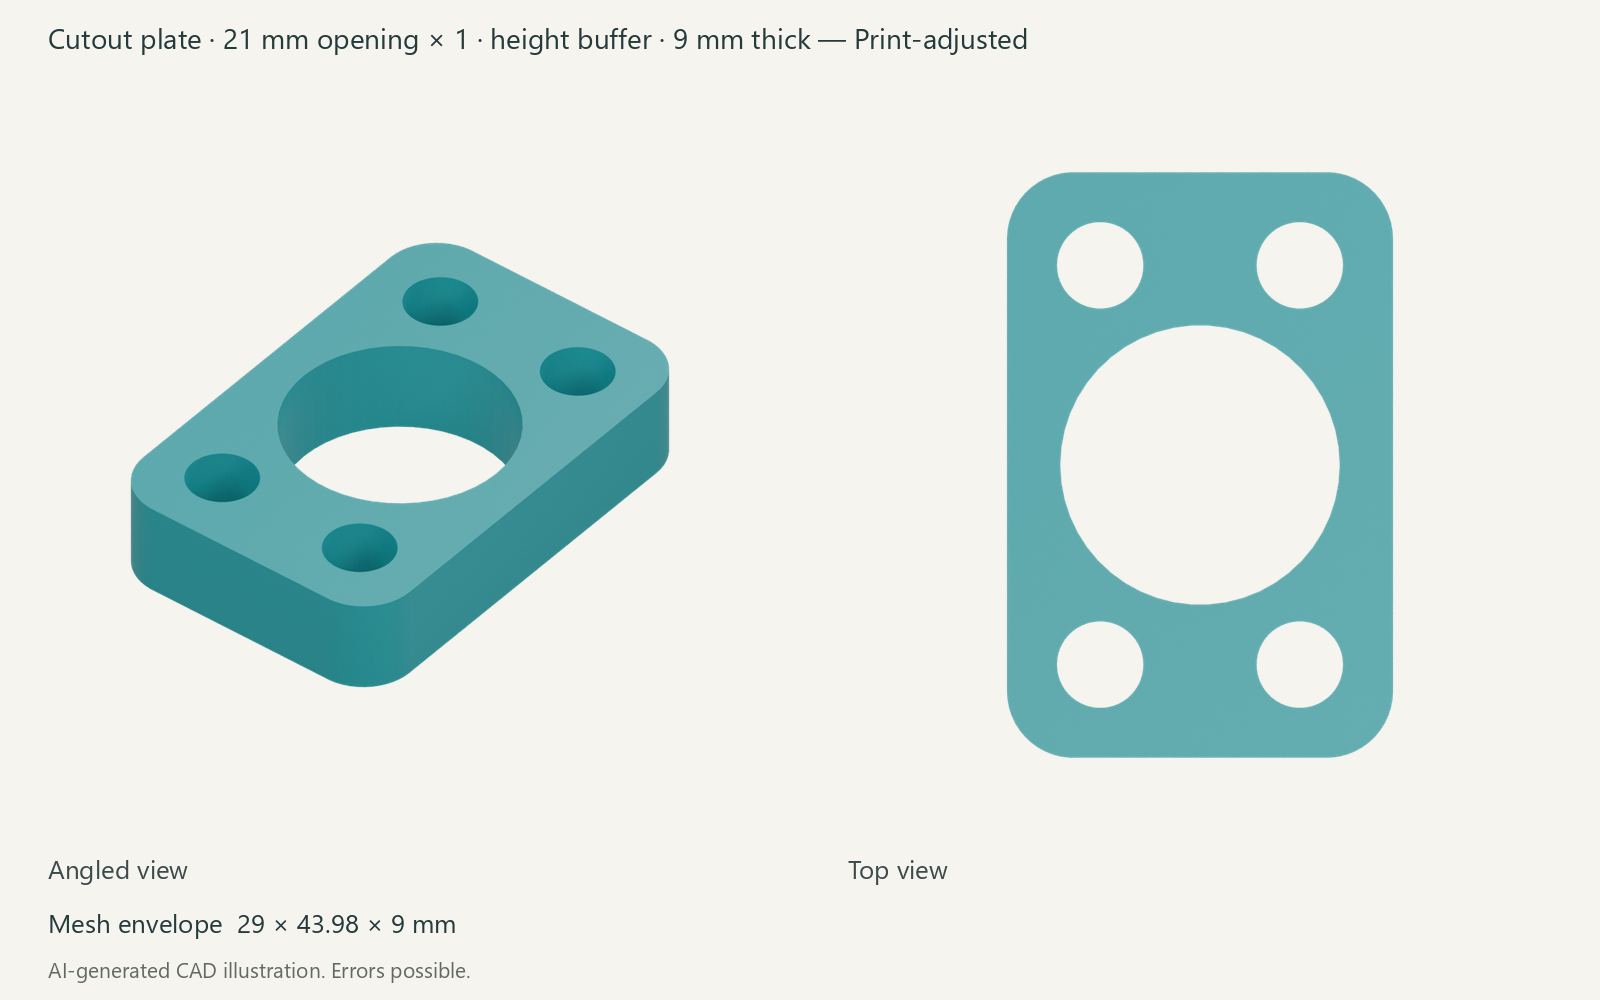 Cutout plate · 21 mm opening × 1 · height buffer · 9 mm thick — Print-adjusted
Angled view
Top view
Mesh envelope  29 × 43.98 × 9 mm
AI-generated CAD illustration. Errors possible.